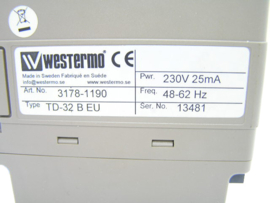 Westermo CE
Made in Sweden Fabriqué en Suède
info@westermo.se www.westermo.se
Art. No. 3178-1190
Type TD-32 B EU
Pwr. 230V 25mA
Freq. 48-62 Hz
Ser. No. 13481